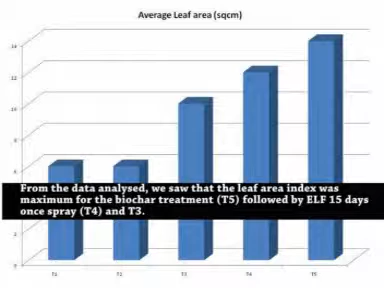 Average Leaf area (sqcm)
14
12
10
8
6
From the data analysed, we saw that the leaf area index was
maximum for the biochar treatment (T5) followed by ELF 15 days
once spray (T4) and T3.
2
0
T3
T4
T5